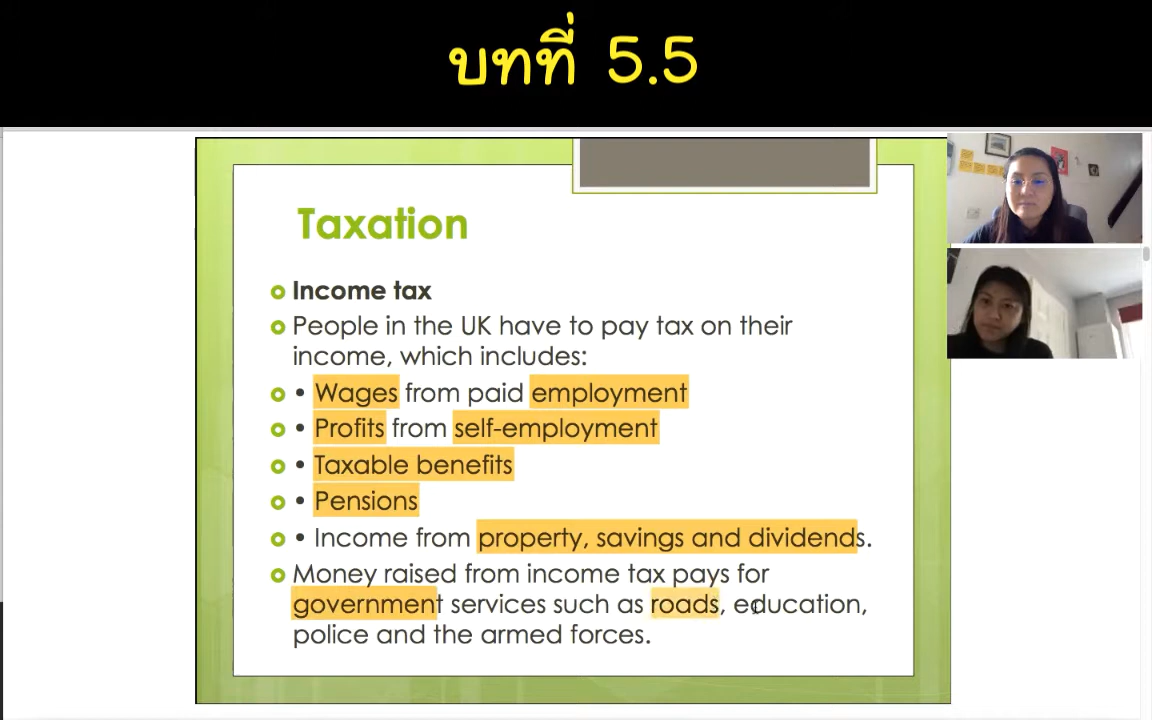 บทที่ 5.5
Taxation
Income tax
People in the UK have to pay tax on their
income, which includes:
• Wages from paid employment
• Profits from self-employment
• Taxable benefits
• Pensions
• Income from property, savings and dividends.
Money raised from income tax pays for
government services such as roads, education,
police and the armed forces.